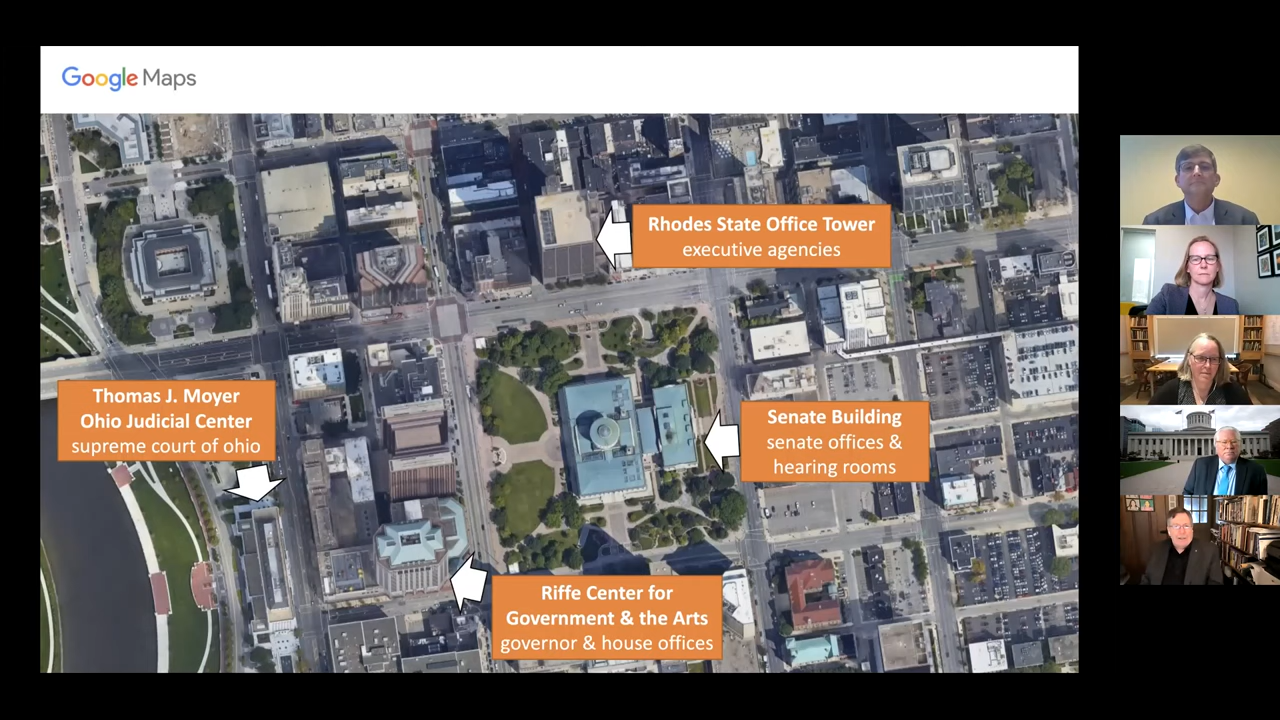 Google Maps
Rhodes State Office Tower
executive agencies
Thomas J. Moyer
Ohio Judicial Center
supreme court of ohio
Senate Building
senate offices &
hearing rooms
Riffe Center for
Government & the Arts
governor & house offices